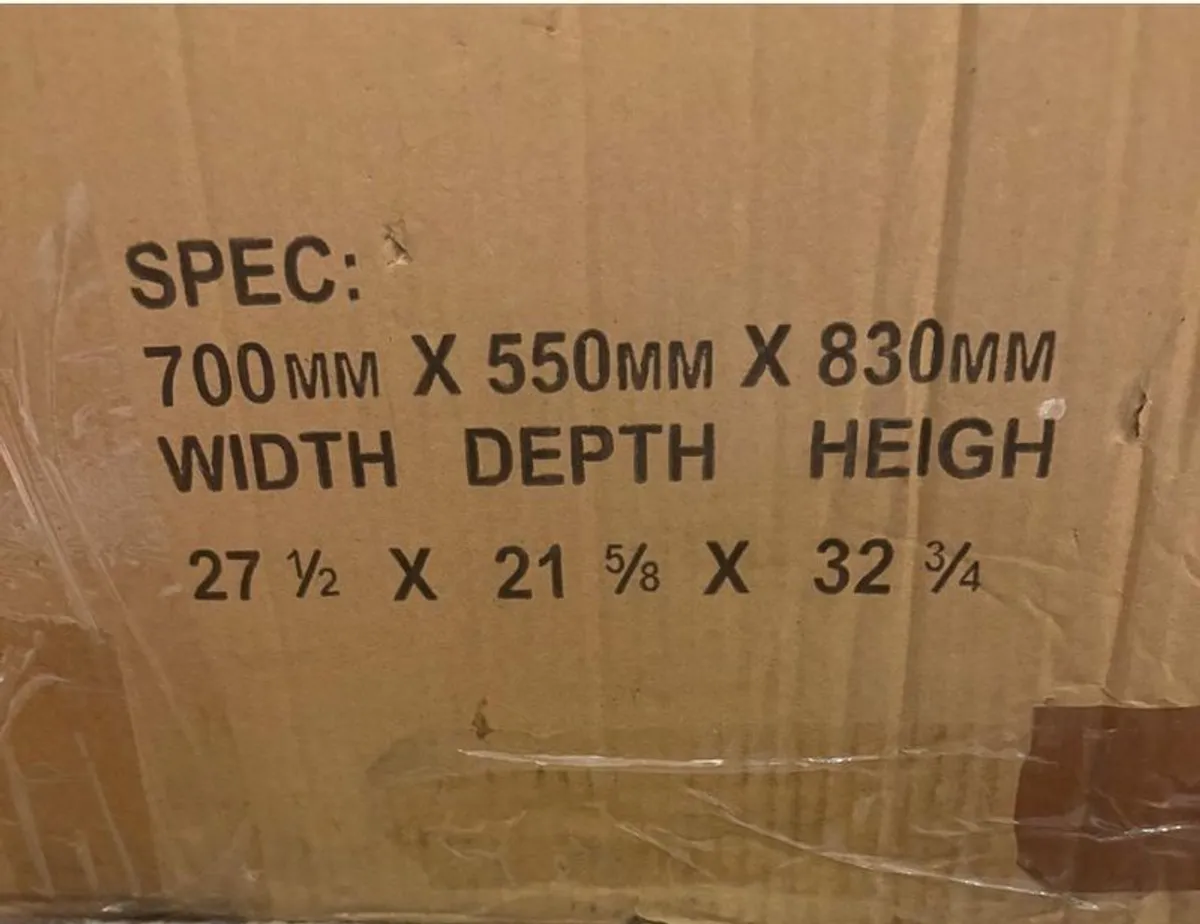 SPEC:
700MM X 550MM X 830MM
WIDTH DEPTH HEIGH
27 ½ X 21 ⅝ X 32 ¾